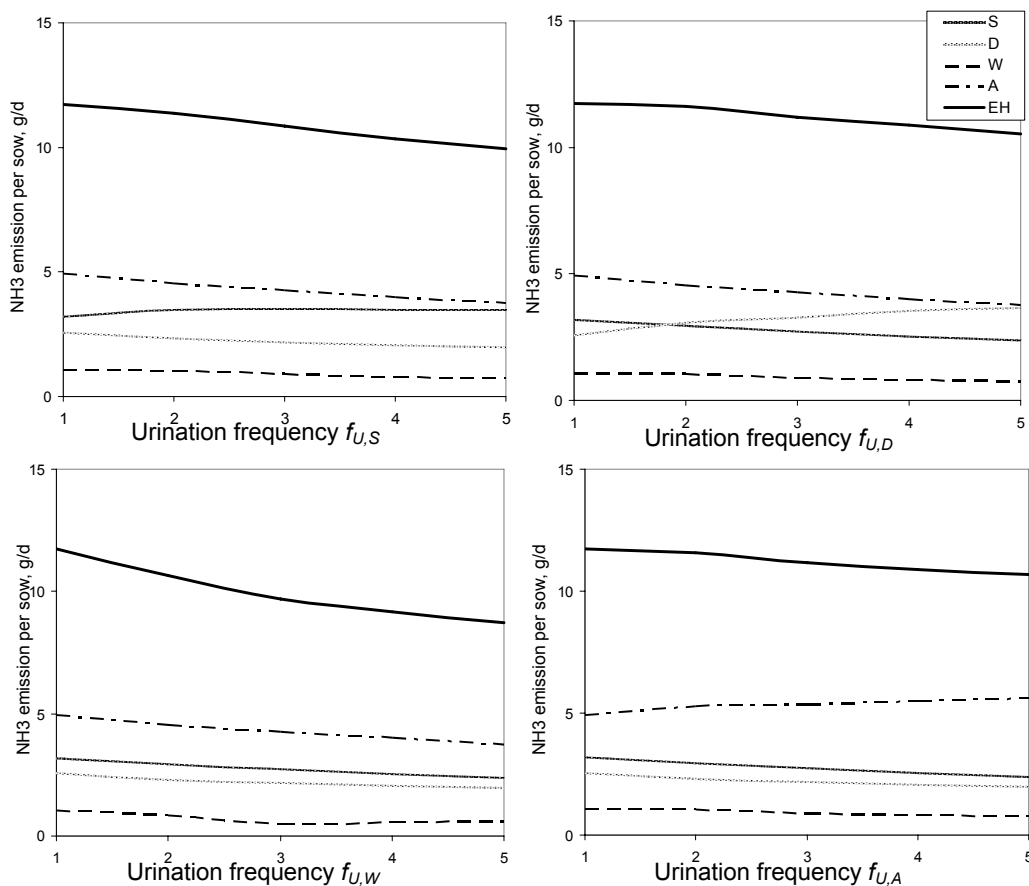 NH3 emission per sow, g/d
15
10
5
0
1 2 3 4 5
Urination frequency fU,S
NH3 emission per sow, g/d
15
10
5
0
1 2 3 4 5
Urination frequency fU,D
S
D
W
A
EH
NH3 emission per sow, g/d
15
10
5
0
1 2 3 4 5
Urination frequency fU,W
NH3 emission per sow, g/d
15
10
5
0
1 2 3 4 5
Urination frequency fU,A